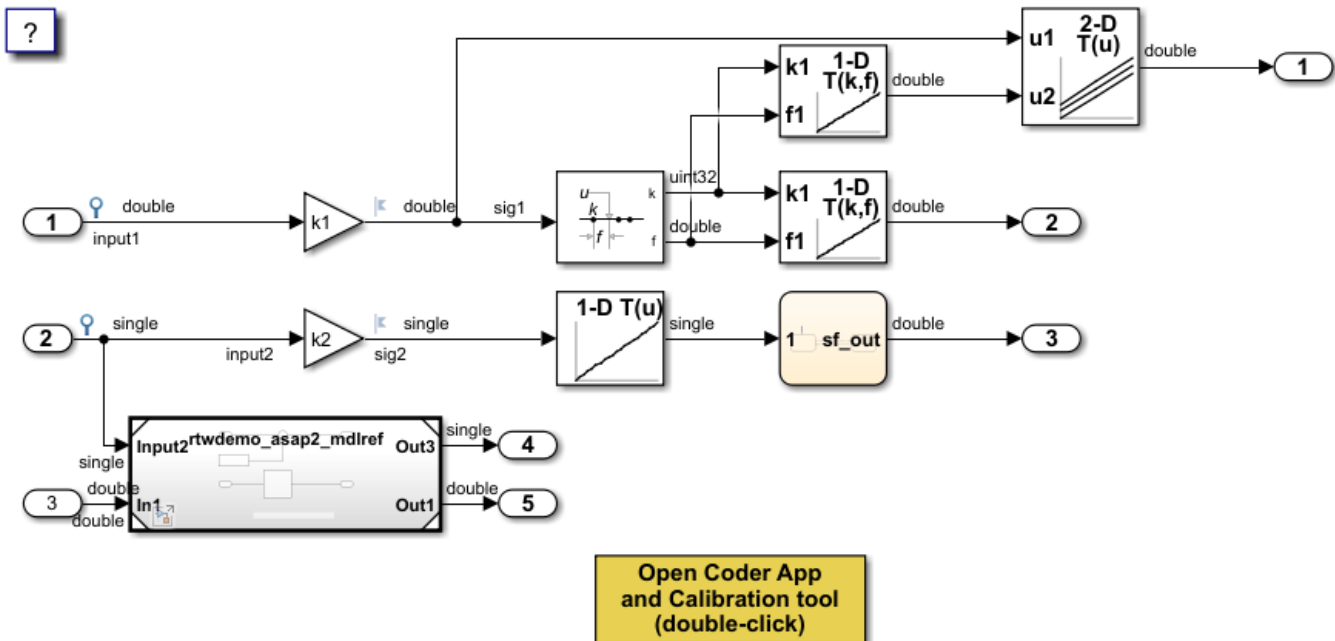 ?
2-D
T(u)
u1
u2
double
1
1-D
T(k,f)
k1
f1
double
1
double
input1
k1
double
sig1
u
k
f
k
f
uint32
double
1-D
T(k,f)
k1
f1
double
2
2
single
input2
k2
single
sig2
1-D T(u)
single
1
sf_out
double
3
Input2
rtwdemo_asap2_mdlref
Out3
single
single
4
3
double
double
In1
Out1
double
5
Open Coder App
and Calibration tool
(double-click)